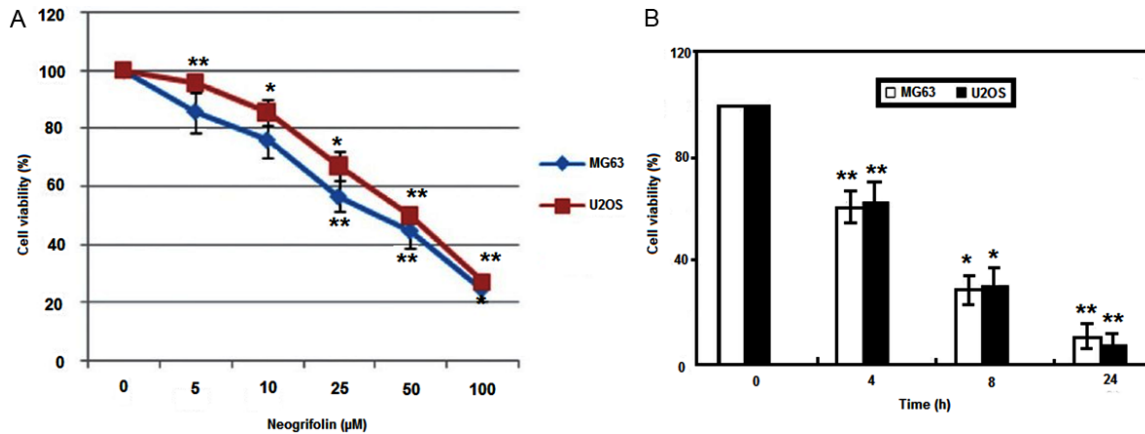 A
120
100
80
60
40
20
0
Cell viability (%)
** * * **
** ** ** *
0 5 10 25 50 100
Neogrifolin (µM)
MG63
U2OS
B
120
80
40
0
Cell viability (%)
MG63 U2OS
** **
* *
** **
0 4 8 24
Time (h)